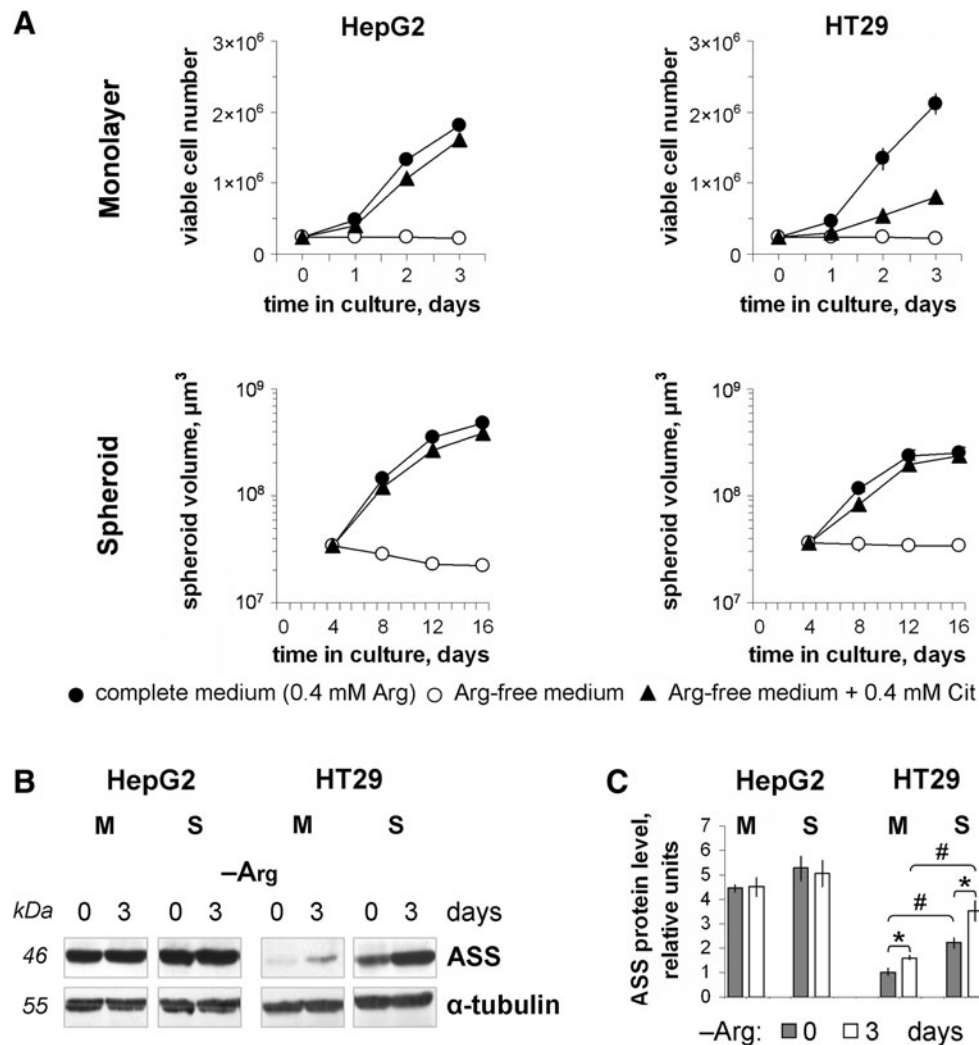 A
HepG2
HT29
Monolayer
viable cell number
3×10⁶
2×10⁶
1×10⁶
0
0 1 2 3
time in culture, days
viable cell number
3×10⁶
2×10⁶
1×10⁶
0
0 1 2 3
time in culture, days
Spheroid
spheroid volume, µm³
10⁹
10⁸
10⁷
0 4 8 12 16
time in culture, days
spheroid volume, µm³
10⁹
10⁸
10⁷
0 4 8 12 16
time in culture, days
complete medium (0.4 mM Arg) Arg-free medium Arg-free medium + 0.4 mM Cit
B
HepG2 HT29
M S M S
–Arg
kDa 0 3 0 3 0 3 0 3 days
46 ASS
55 α-tubulin
C
HepG2 HT29
M S M S
ASS protein level,
relative units
7
6
5
4
3
2
1
0
# #
* *
–Arg: 0 3 days